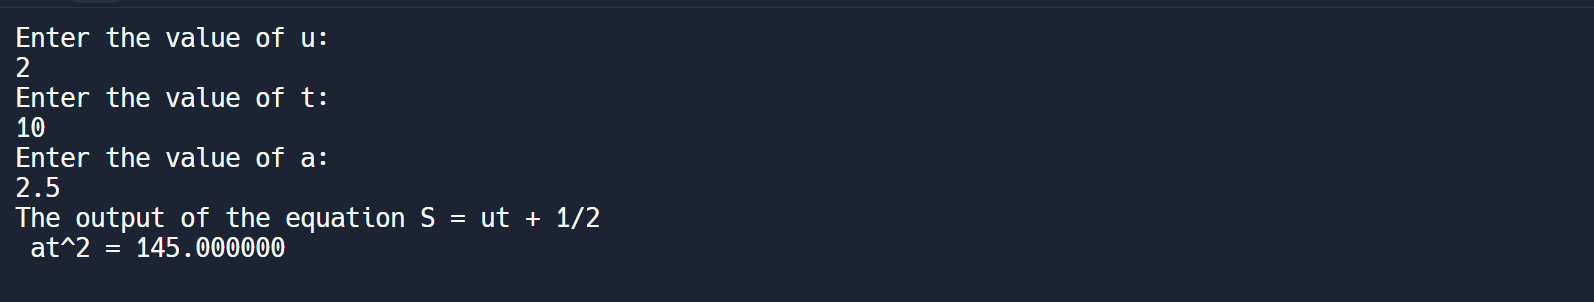 Enter the value of u:
2
Enter the value of t:
10
Enter the value of a:
2.5
The output of the equation S = ut + 1/2
 at^2 = 145.000000